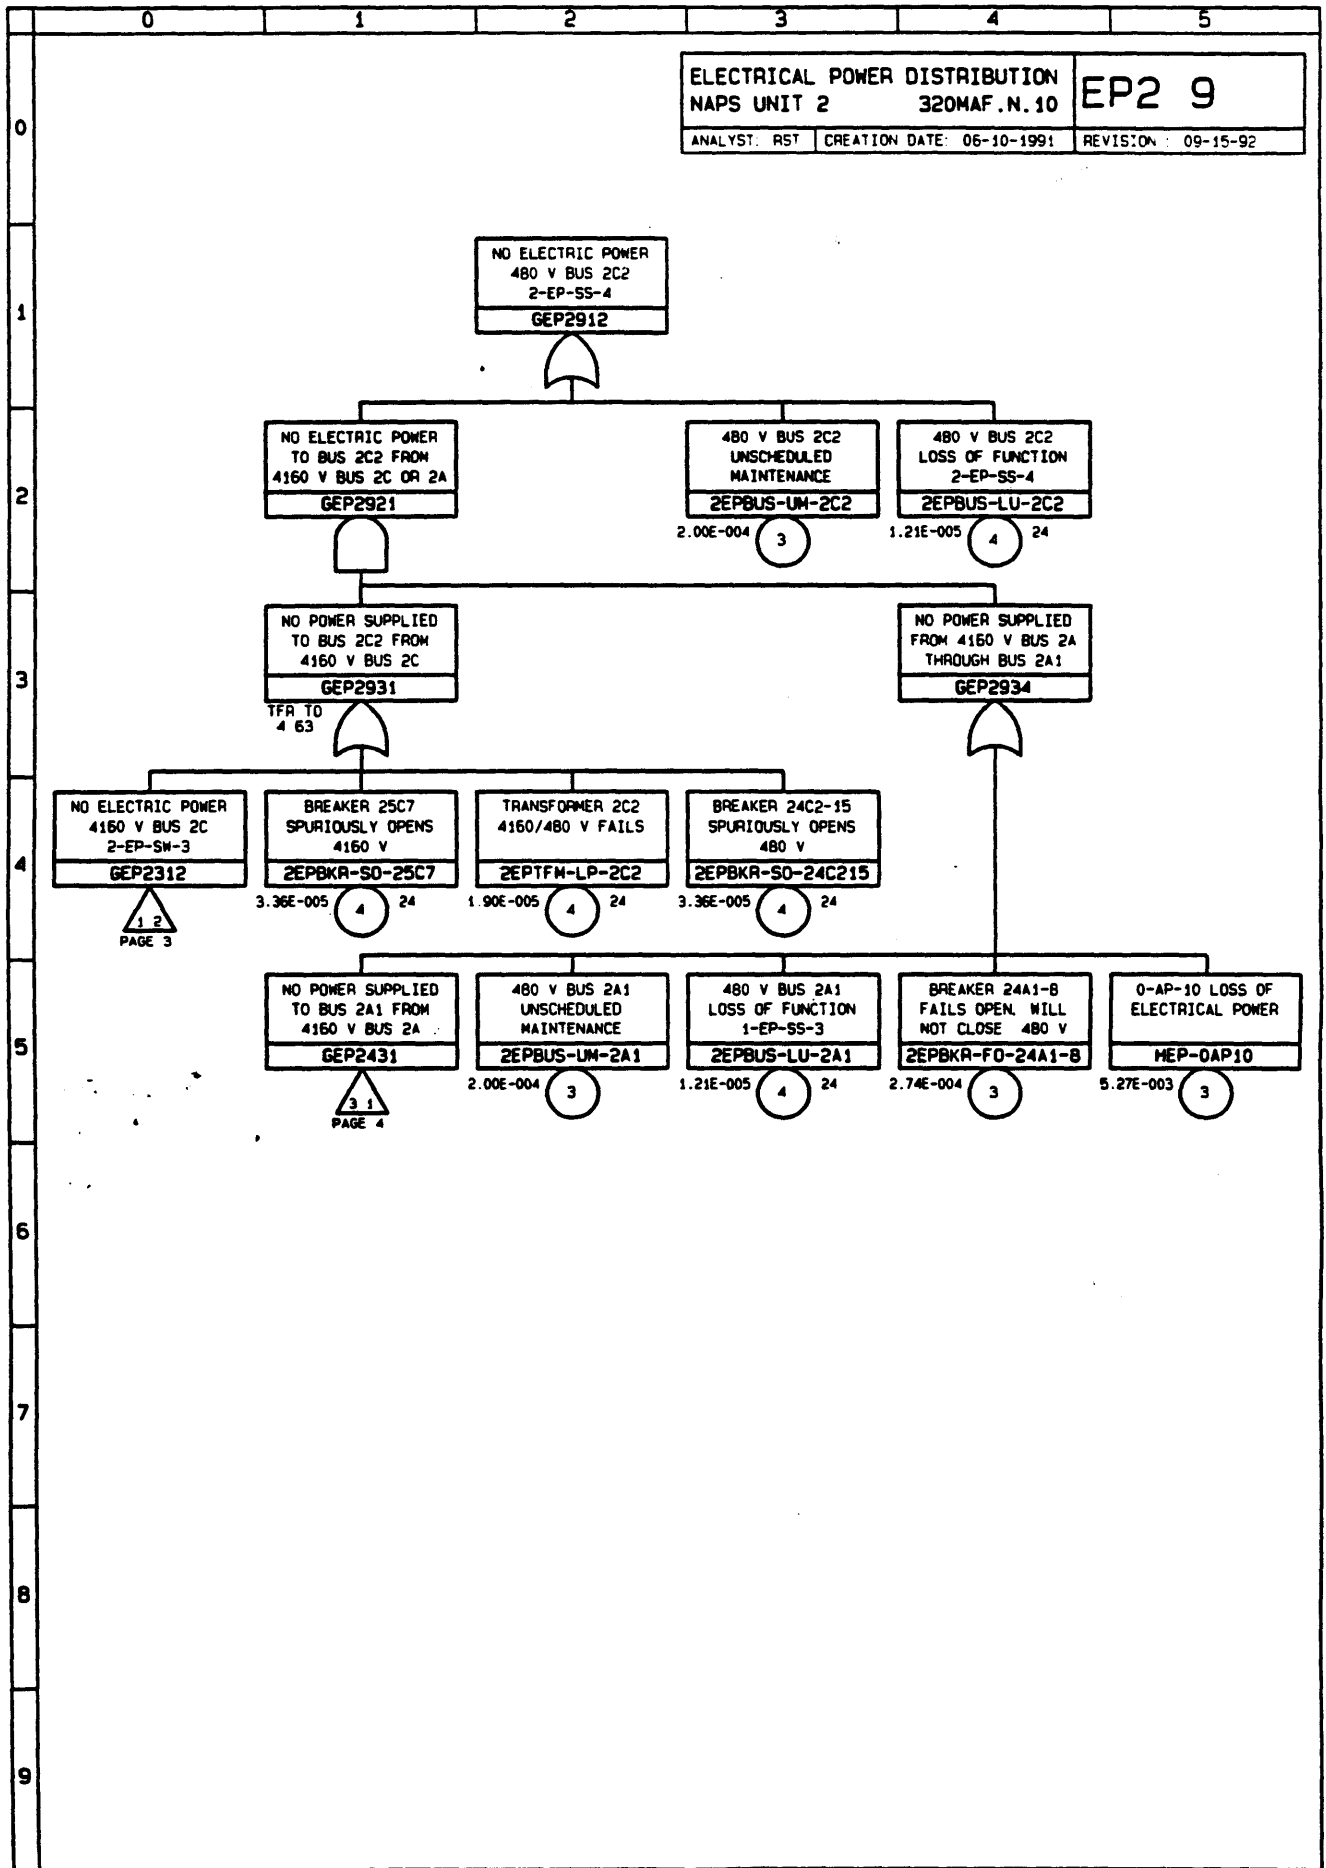 0 1 2 3 4 5
ELECTRICAL POWER DISTRIBUTION
NAPS UNIT 2 320MAF.N.10
EP2 9
ANALYST: RST CREATION DATE: 06-10-1991 REVISION : 09-15-92
0
NO ELECTRIC POWER
480 V BUS 2C2
2-EP-SS-4
GEP2912
1
NO ELECTRIC POWER
TO BUS 2C2 FROM
4160 V BUS 2C OR 2A
GEP2921
480 V BUS 2C2
UNSCHEDULED
MAINTENANCE
2EPBUS-UM-2C2
2.00E-004 3
480 V BUS 2C2
LOSS OF FUNCTION
2-EP-SS-4
2EPBUS-LU-2C2
1.21E-005 4 24
2
NO POWER SUPPLIED
TO BUS 2C2 FROM
4160 V BUS 2C
GEP2931
TFR TO
4 63
NO POWER SUPPLIED
FROM 4160 V BUS 2A
THROUGH BUS 2A1
GEP2934
3
NO ELECTRIC POWER
4160 V BUS 2C
2-EP-SW-3
GEP2312
1 2
PAGE 3
BREAKER 25C7
SPURIOUSLY OPENS
4160 V
2EPBKR-SO-25C7
3.36E-005 4 24
TRANSFORMER 2C2
4160/480 V FAILS
2EPTFM-LP-2C2
1.90E-005 4 24
BREAKER 24C2-15
SPURIOUSLY OPENS
480 V
2EPBKR-SO-24C215
3.36E-005 4 24
4
NO POWER SUPPLIED
TO BUS 2A1 FROM
4160 V BUS 2A
GEP2431
3 1
PAGE 4
480 V BUS 2A1
UNSCHEDULED
MAINTENANCE
2EPBUS-UM-2A1
2.00E-004 3
480 V BUS 2A1
LOSS OF FUNCTION
1-EP-SS-3
2EPBUS-LU-2A1
1.21E-005 4 24
BREAKER 24A1-8
FAILS OPEN, WILL
NOT CLOSE 480 V
2EPBKR-FO-24A1-8
2.74E-004 3
0-AP-10 LOSS OF
ELECTRICAL POWER
HEP-0AP10
5.27E-003 3
5
6
7
8
9